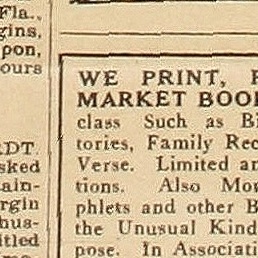 Fla.,
gins,
pon,
ours
RDT
sked
ain-
rgin
hus-
itled
WE PRINT,
MARKET BOO
class Such as Bi
tories, Family Rec
Verse. Limited an
tions. Also Mo
phlets and other B
the Unusual Kind
pose. In Associati